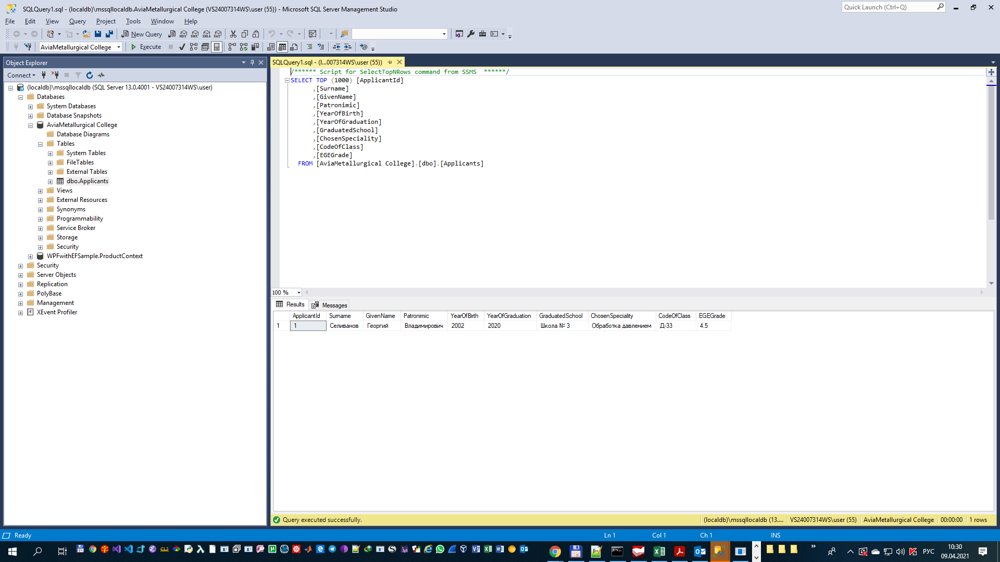 SQLQuery1.sql - (localdb)\mssqllocaldb.AviaMetallurgical College (VS24007314WS\user (55)) - Microsoft SQL Server Management Studio
Quick Launch (Ctrl+Q)
File Edit View Query Project Tools Window Help
New Query
AviaMetallurgical College
Execute
Object Explorer
Connect
(localdb)\mssqllocaldb (SQL Server 13.0.4001 - VS24007314WS\user)
Databases
System Databases
Database Snapshots
AviaMetallurgical College
Database Diagrams
Tables
System Tables
FileTables
External Tables
dbo.Applicants
Views
External Resources
Synonyms
Programmability
Service Broker
Storage
Security
WPFwithEFSample.ProductContext
Security
Server Objects
Replication
PolyBase
Management
XEvent Profiler
SQLQuery1.sql - (l...007314WS\user (55))
/****** Script for SelectTopNRows command from SSMS ******/
SELECT TOP (1000) [ApplicantId]
,[Surname]
,[GivenName]
,[Patronimic]
,[YearOfBirth]
,[YearOfGraduation]
,[GraduatedSchool]
,[ChosenSpeciality]
,[CodeOfClass]
,[EGEGrade]
FROM [AviaMetallurgical College].[dbo].[Applicants]
100 %
Results Messages
ApplicantId Surname GivenName Patronimic YearOfBirth YearOfGraduation GraduatedSchool ChosenSpeciality CodeOfClass EGEGrade
1 1 Селиванов Георгий Владимирович 2002 2020 Школа № 3 Обработка давлением Д-33 4.5
Query executed successfully.
(localdb)\mssqllocaldb (13.... VS24007314WS\user (55) AviaMetallurgical College 00:00:00 1 rows
Ready
Ln 1 Col 1 Ch 1 INS
РУС
10:30
09.04.2021